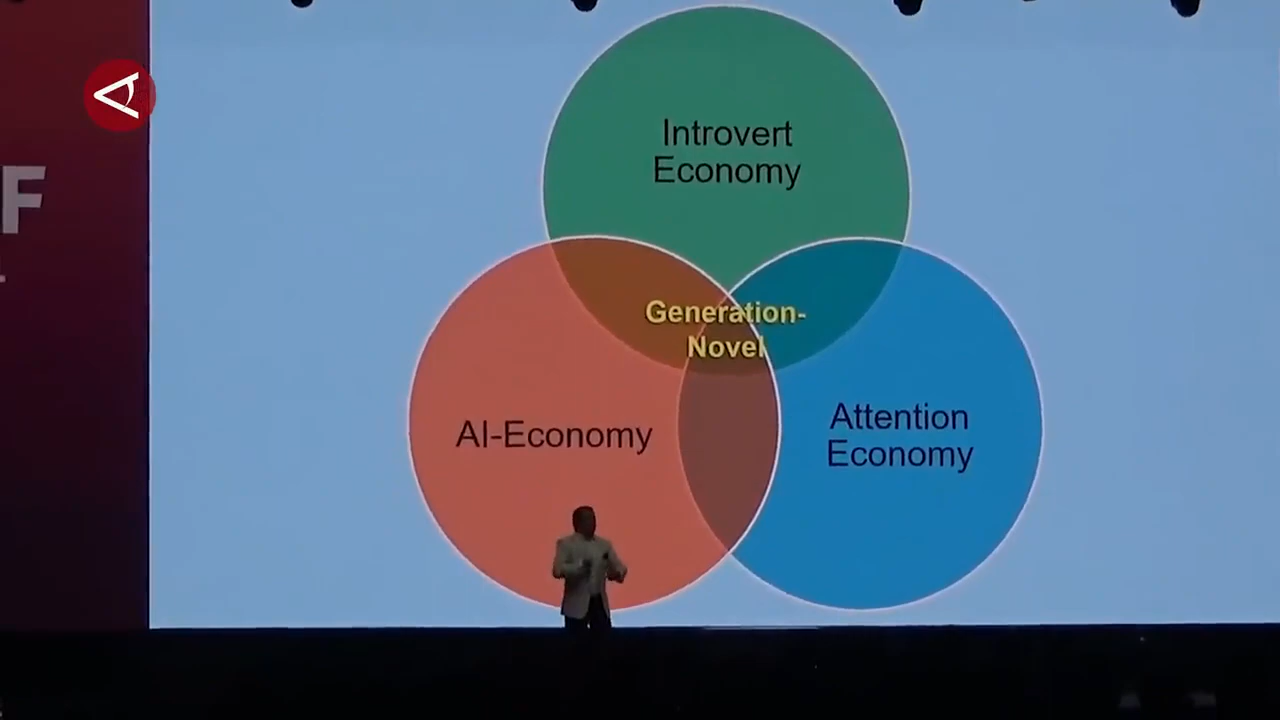 F
Introvert
Economy
Generation-
Novel
AI-Economy
Attention
Economy